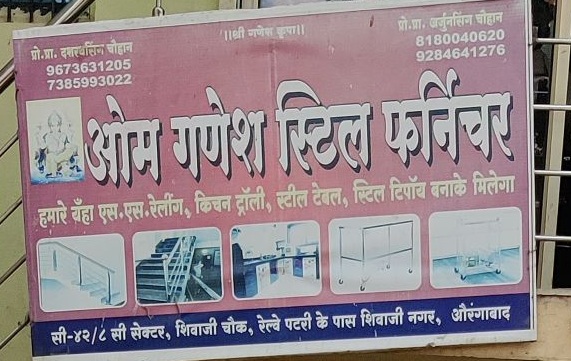 ॥श्री गणेश कृपा॥
प्रो.प्रा. दशरथसिंग चौहान
9673631205
7385993022
प्रो.प्रा. अर्जुनसिंग चौहान
8180040620
9284641276
ओम गणेश स्टिल फर्निचर
हमारे यँहा एस.एस.रेलींग, किचन ट्रॉली, स्टील टेबल, स्टिल टिपॉय बनाके मिलेगा
सी-४२/८ सी सेक्टर, शिवाजी चौक, रेल्वे पटरी के पास शिवाजी नगर, औरंगाबाद